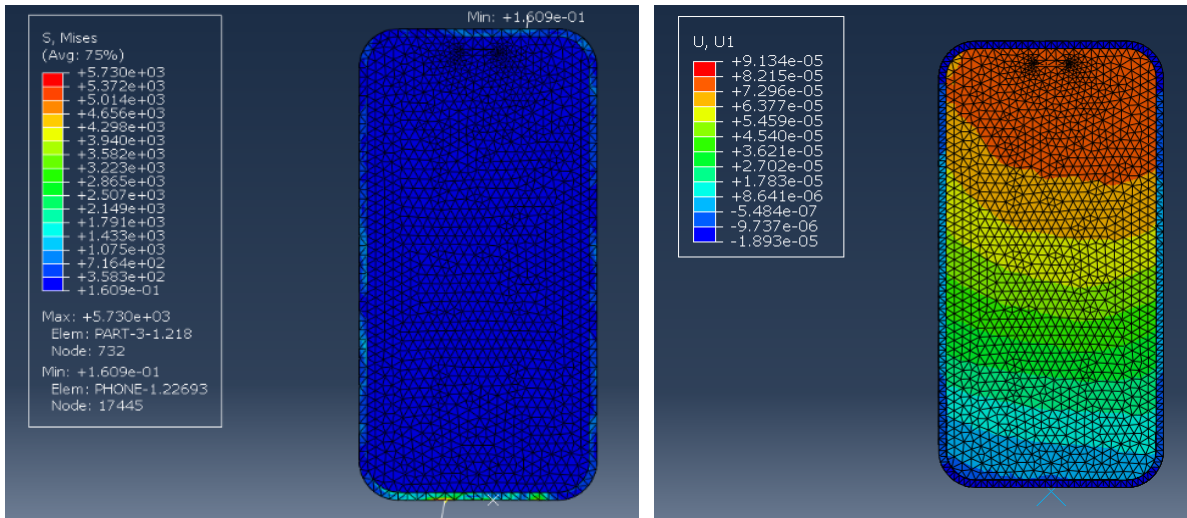 Min: +1.609e-01
S, Mises
(Avg: 75%)
+5.730e+03
+5.372e+03
+5.014e+03
+4.656e+03
+4.298e+03
+3.940e+03
+3.582e+03
+3.223e+03
+2.865e+03
+2.507e+03
+2.149e+03
+1.791e+03
+1.433e+03
+1.075e+03
+7.164e+02
+3.583e+02
+1.609e-01
Max: +5.730e+03
Elem: PART-3-1.218
Node: 732
Min: +1.609e-01
Elem: PHONE-1.22693
Node: 17445
U, U1
+9.134e-05
+8.215e-05
+7.296e-05
+6.377e-05
+5.459e-05
+4.540e-05
+3.621e-05
+2.702e-05
+1.783e-05
+8.641e-06
-5.484e-07
-9.737e-06
-1.893e-05